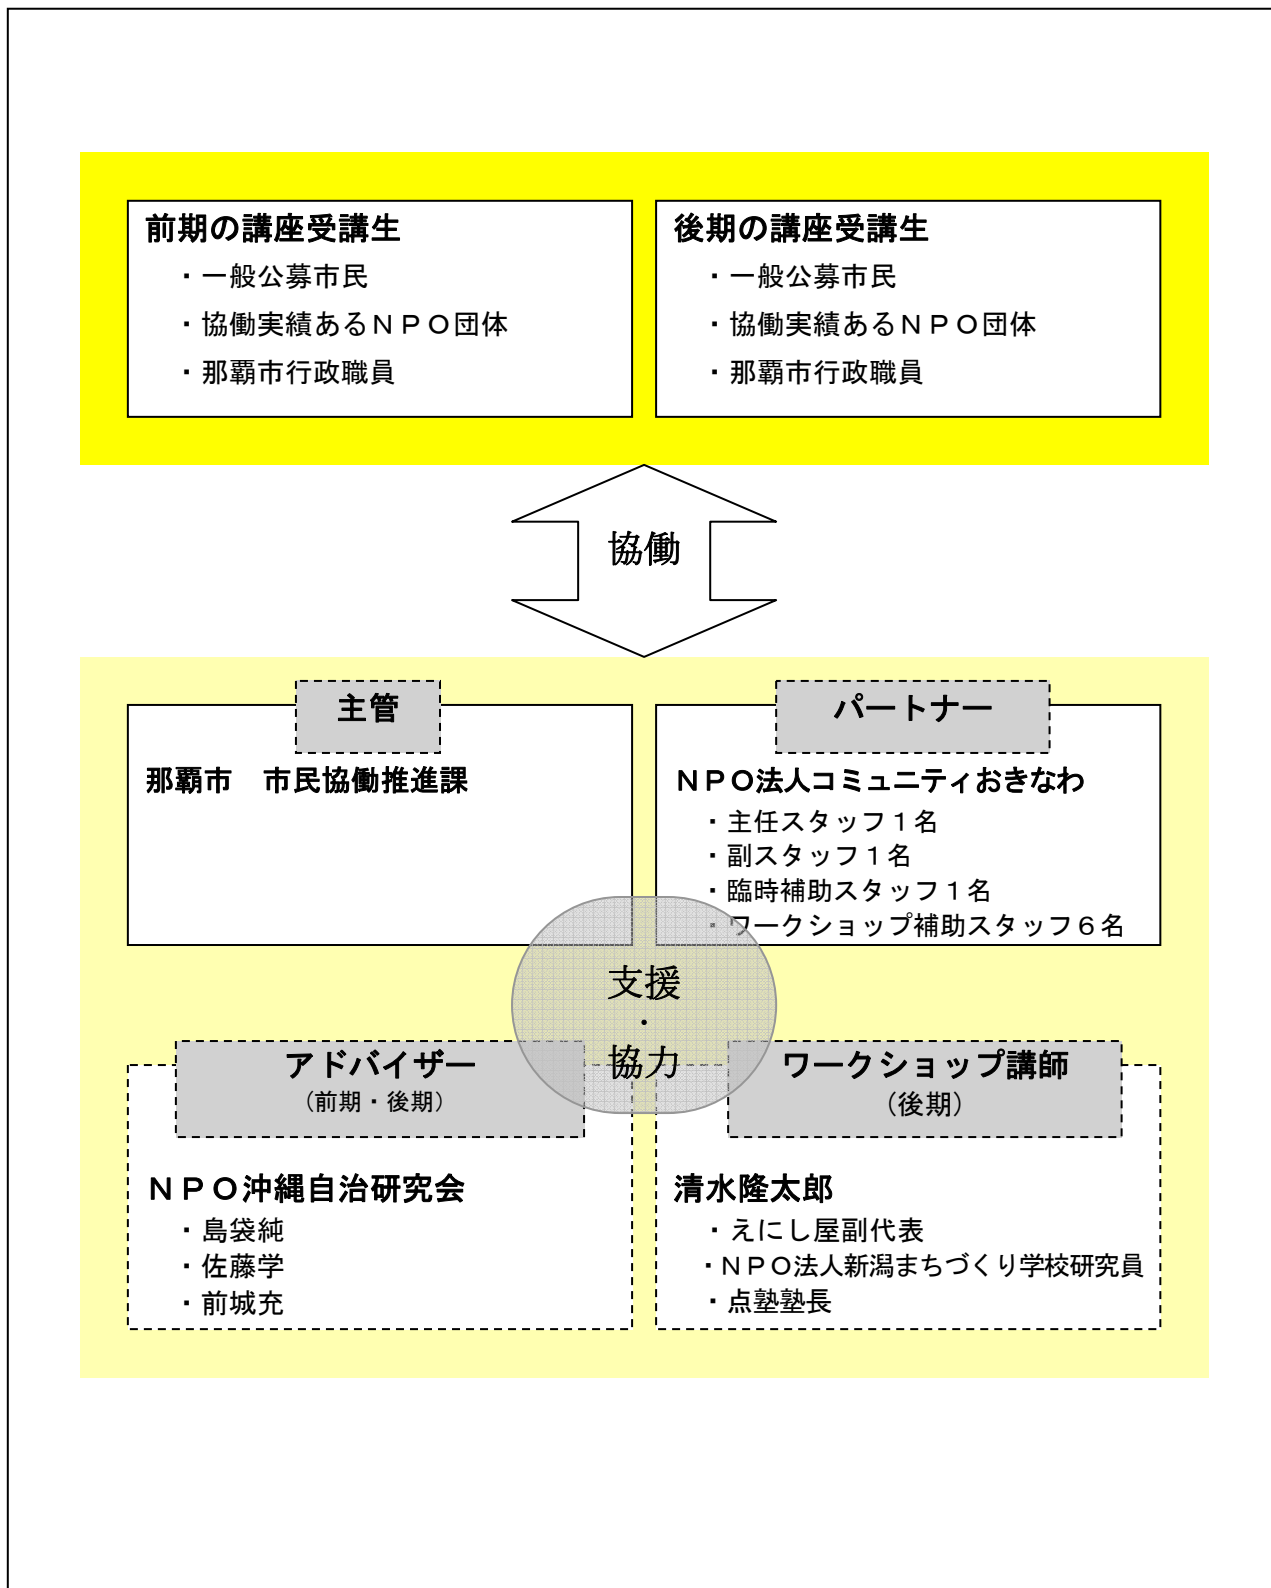 前期の講座受講生
・一般公募市民
・協働実績あるＮＰＯ団体
・那覇市行政職員
後期の講座受講生
・一般公募市民
・協働実績あるＮＰＯ団体
・那覇市行政職員
協働
主管
那覇市　市民協働推進課
パートナー
ＮＰＯ法人コミュニティおきなわ
・主任スタッフ１名
・副スタッフ１名
・臨時補助スタッフ１名
・ワークショップ補助スタッフ６名
支援
・
協力
アドバイザー
（前期・後期）
ＮＰＯ沖縄自治研究会
・島袋純
・佐藤学
・前城充
ワークショップ講師
（後期）
清水隆太郎
・えにし屋副代表
・ＮＰＯ法人新潟まちづくり学校研究員
・点塾塾長